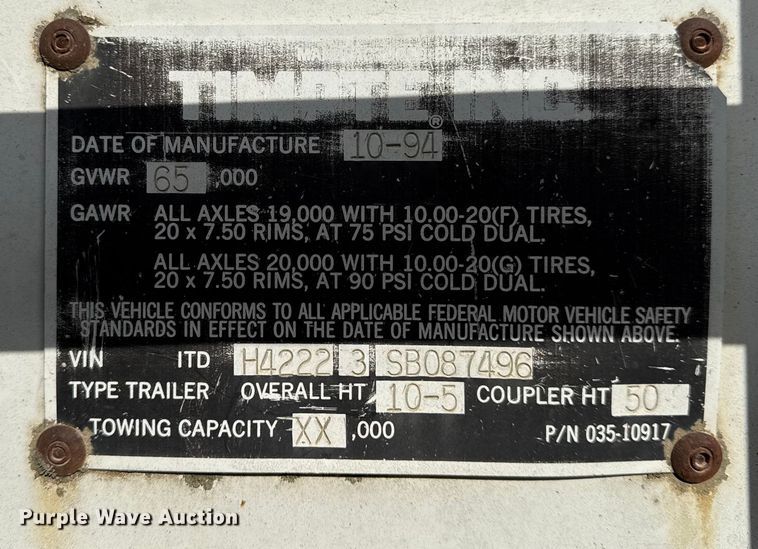 TIMPTE INC.
®
DATE OF MANUFACTURE 10-94
GVWR 65 ,000
GAWR ALL AXLES 19,000 WITH 10.00-20(F) TIRES,
20 x 7.50 RIMS, AT 75 PSI COLD DUAL.
ALL AXLES 20,000 WITH 10.00-20(G) TIRES,
20 x 7.50 RIMS, AT 90 PSI COLD DUAL.
THIS VEHICLE CONFORMS TO ALL APPLICABLE FEDERAL MOTOR VEHICLE SAFETY
STANDARDS IN EFFECT ON THE DATE OF MANUFACTURE SHOWN ABOVE.
VIN ITD H4222 3 SB087496
TYPE TRAILER OVERALL HT 10-5 COUPLER HT 50
TOWING CAPACITY XX ,000 P/N 035-10917
Purple Wave Auction